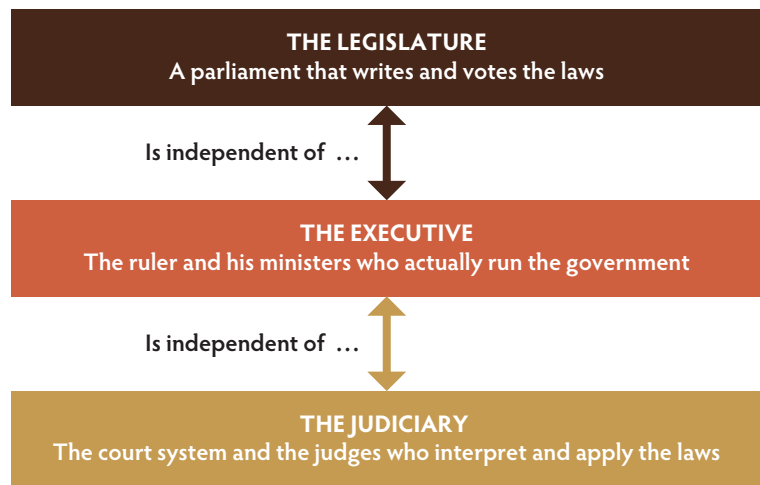 THE LEGISLATURE
A parliament that writes and votes the laws
Is independent of …
THE EXECUTIVE
The ruler and his ministers who actually run the government
Is independent of …
THE JUDICIARY
The court system and the judges who interpret and apply the laws